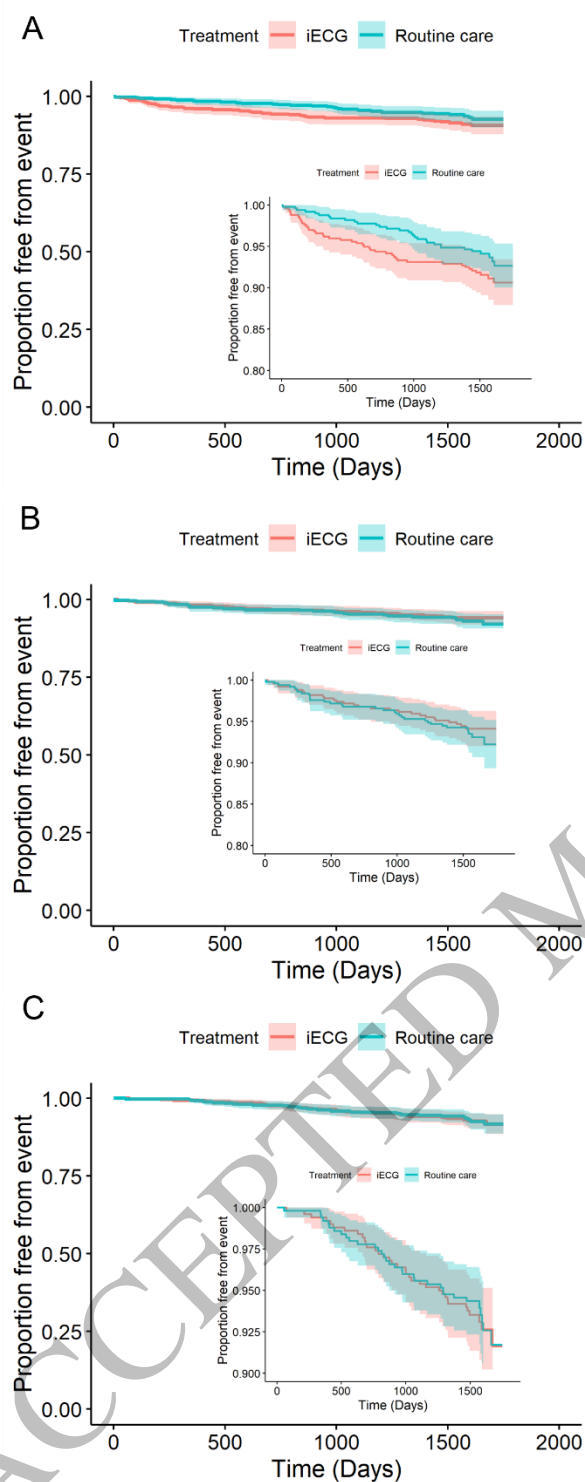 A
Treatment iECG Routine care
1.00
0.75
0.50
0.25
0.00
Proportion free from event
Treatment iECG Routine care
1.00
0.95
0.90
0.85
0.80
Proportion free from event
0 500 1000 1500
Time (Days)
0 500 1000 1500 2000
Time (Days)
B
Treatment iECG Routine care
1.00
0.75
0.50
0.25
0.00
Proportion free from event
Treatment iECG Routine care
1.00
0.95
0.90
0.85
0.80
Proportion free from event
0 500 1000 1500
Time (Days)
0 500 1000 1500 2000
Time (Days)
C
Treatment iECG Routine care
1.00
0.75
0.50
0.25
0.00
Proportion free from event
Treatment iECG Routine care
1.000
0.975
0.950
0.925
0.900
Proportion free from event
0 500 1000 1500
Time (Days)
0 500 1000 1500 2000
Time (Days)
ACCEPTED M